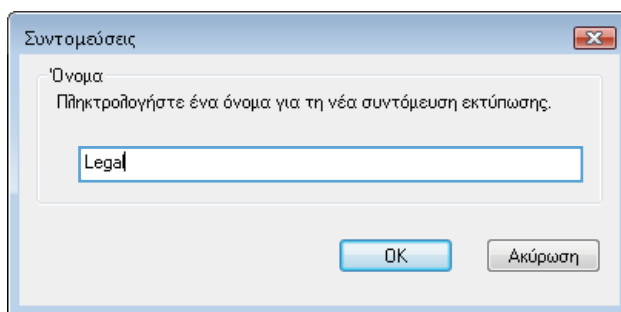 Συντομεύσεις
Όνομα
Πληκτρολογήστε ένα όνομα για τη νέα συντόμευση εκτύπωσης.
Legal
OK
Ακύρωση